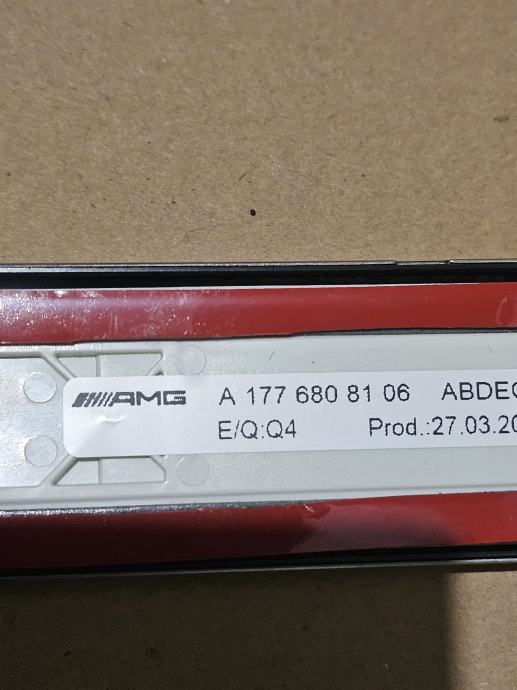 AMG A 177 680 81 06 ABDEC
E/Q:Q4 Prod.:27.03.20